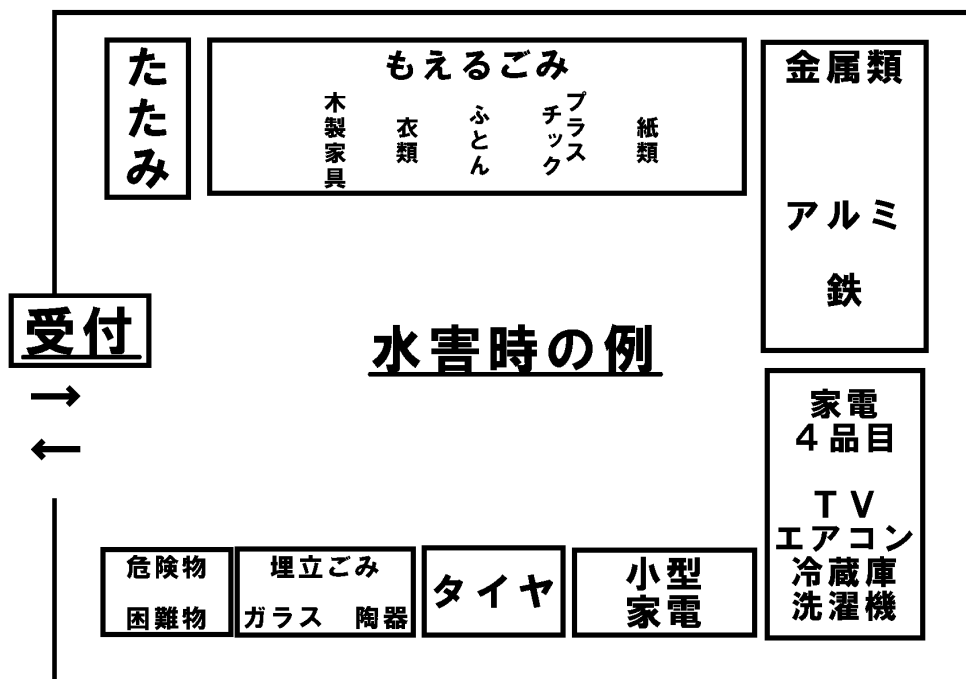 たたみ
もえるごみ
木製家具
衣類
ふとん
プラス
チック
紙類
金属類
アルミ
鉄
受付
→
←
水害時の例
家電
４品目
ＴＶ
エアコン
冷蔵庫
洗濯機
危険物
困難物
埋立ごみ
ガラス　陶器
タイヤ
小型
家電